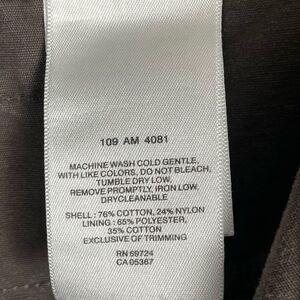 109 AM 4081
MACHINE WASH COLD GENTLE,
WITH LIKE COLORS, DO NOT BLEACH,
TUMBLE DRY LOW,
REMOVE PROMPTLY, IRON LOW,
DRYCLEANABLE
SHELL : 76% COTTON, 24% NYLON
LINING : 65% POLYESTER,
35% COTTON
EXCLUSIVE OF TRIMMING
RN 59724
CA 05367